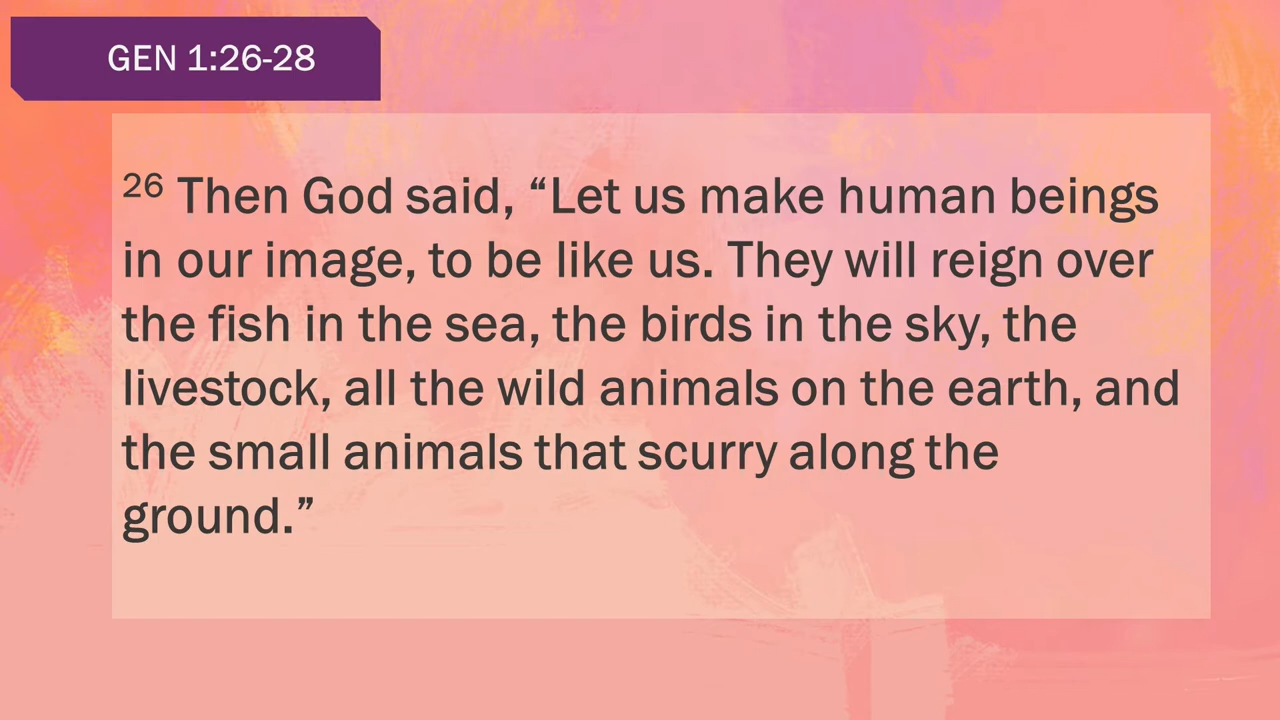 GEN 1:26-28
26 Then God said, “Let us make human beings
in our image, to be like us. They will reign over
the fish in the sea, the birds in the sky, the
livestock, all the wild animals on the earth, and
the small animals that scurry along the
ground.”